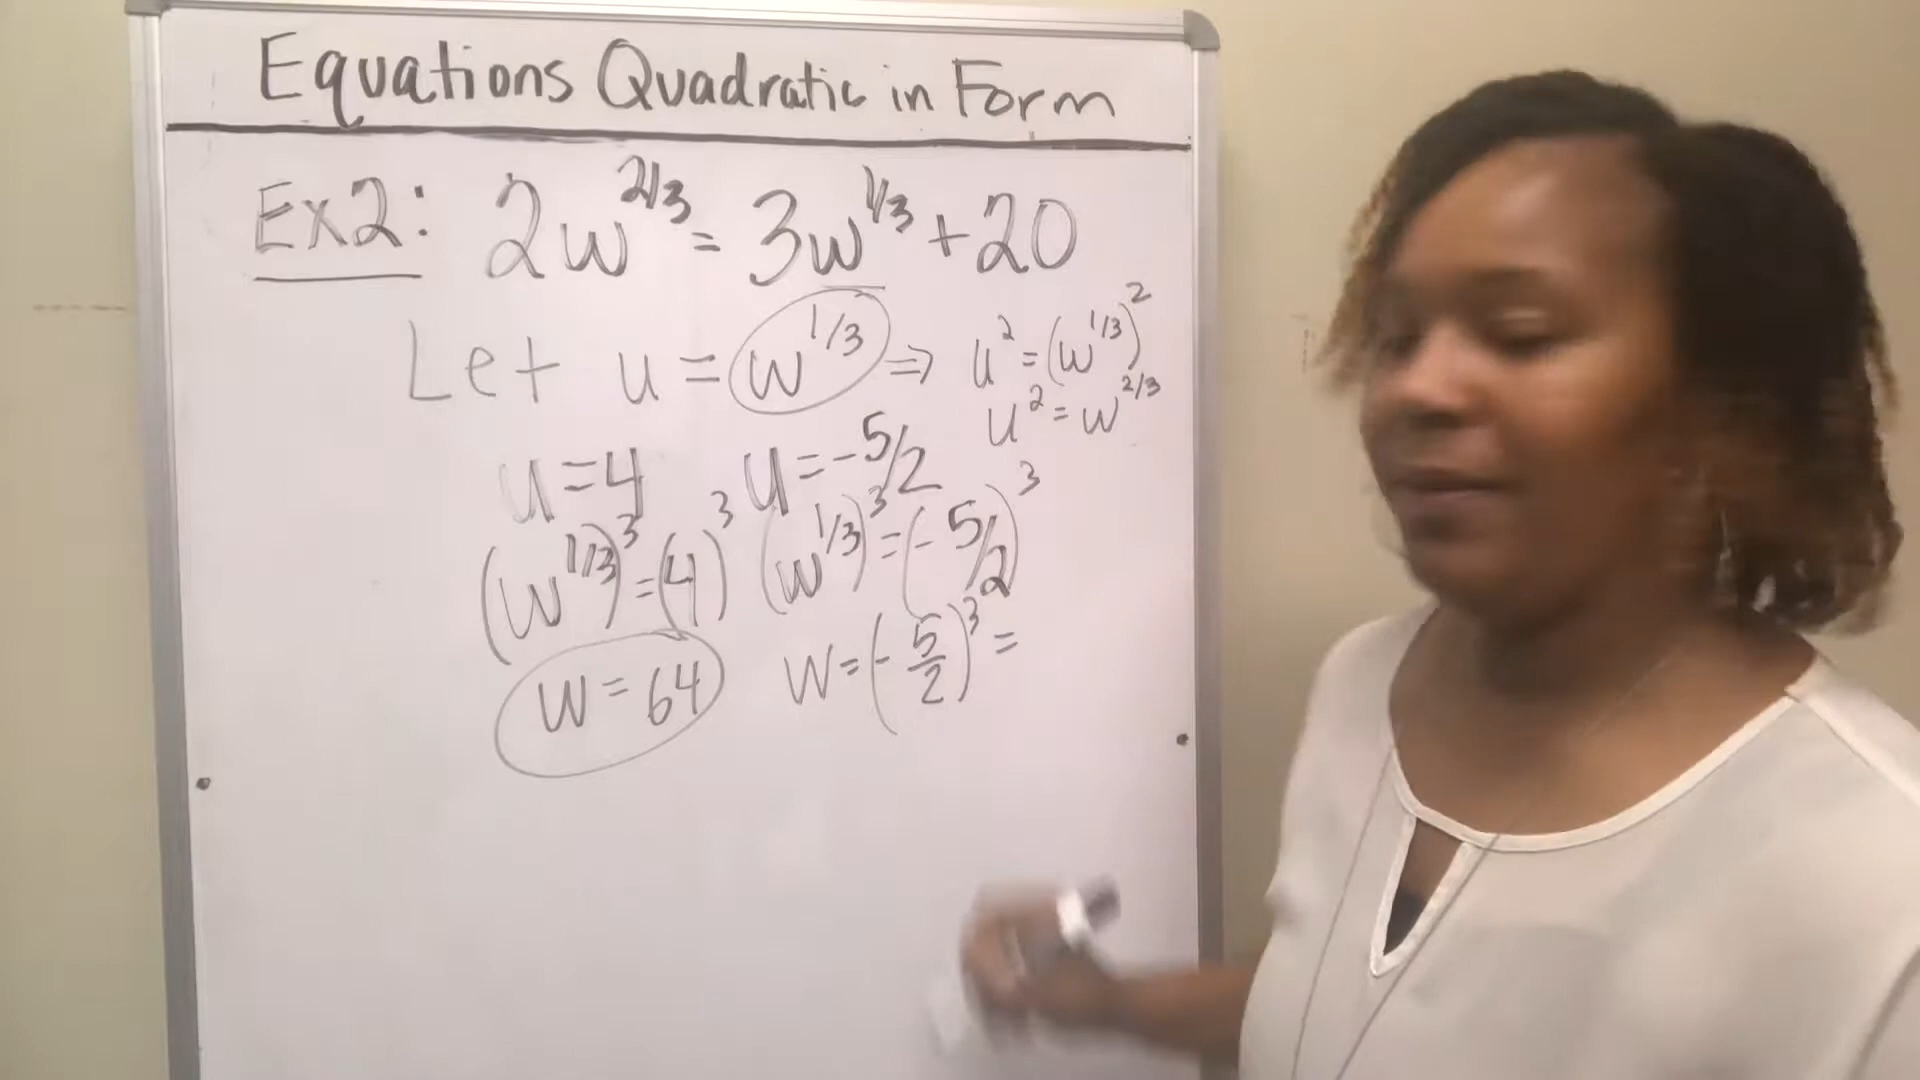 Equations Quadratic in Form
Ex2: 2w^2/3 = 3w^1/3 + 20
Let u = w^1/3 ⇒ u^2 = (w^1/3)^2
u^2 = w^2/3
u = 4 u = -5/2
(w^1/3)^3 = (4)^3 (w^1/3)^3 = (-5/2)^3
w = 64 w = (-5/2)^3 =